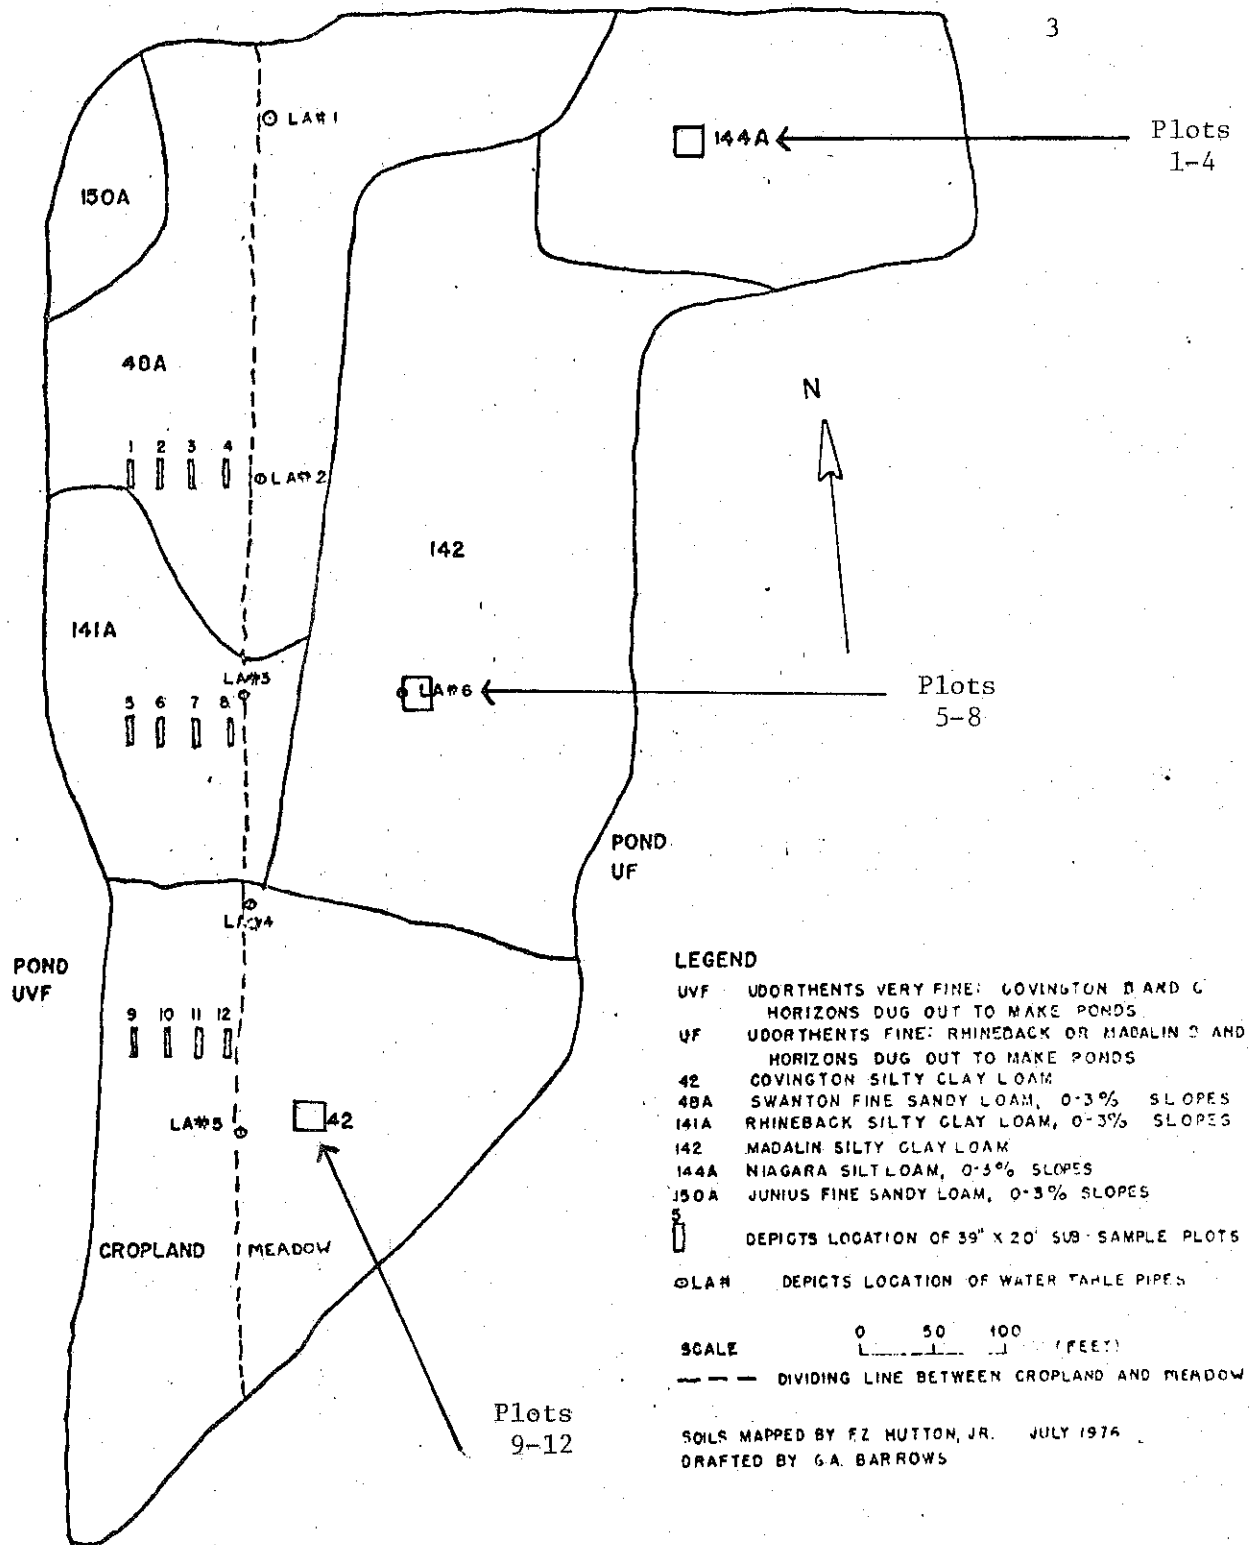 3
LA#1
144A
Plots
1-4
150A
48A
N
1 2 3 4
LA#2
142
141A
LA#3
5 6 7 8
LA#6
Plots
5-8
POND
UF
LA#4
POND
UVF
9 10 11 12
LA#5
42
CROPLAND
MEADOW
Plots
9-12
LEGEND
UVF UDORTHENTS VERY FINE: COVINGTON B AND C
HORIZONS DUG OUT TO MAKE PONDS
UF UDORTHENTS FINE: RHINEBACK OR MADALIN AND
HORIZONS DUG OUT TO MAKE PONDS
42 COVINGTON SILTY CLAY LOAM
48A SWANTON FINE SANDY LOAM, 0-3% SLOPES
141A RHINEBACK SILTY CLAY LOAM, 0-3% SLOPES
142 MADALIN SILTY CLAY LOAM
144A NIAGARA SILT LOAM, 0-3% SLOPES
150A JUNIUS FINE SANDY LOAM, 0-3% SLOPES
5
DEPICTS LOCATION OF 39" X 20' SUB-SAMPLE PLOTS
LA# DEPICTS LOCATION OF WATER TABLE PIPES
0 50 100
SCALE (FEET)
DIVIDING LINE BETWEEN CROPLAND AND MEADOW
SOILS MAPPED BY F.Z. HUTTON, JR. JULY 1976
DRAFTED BY G.A. BARROWS